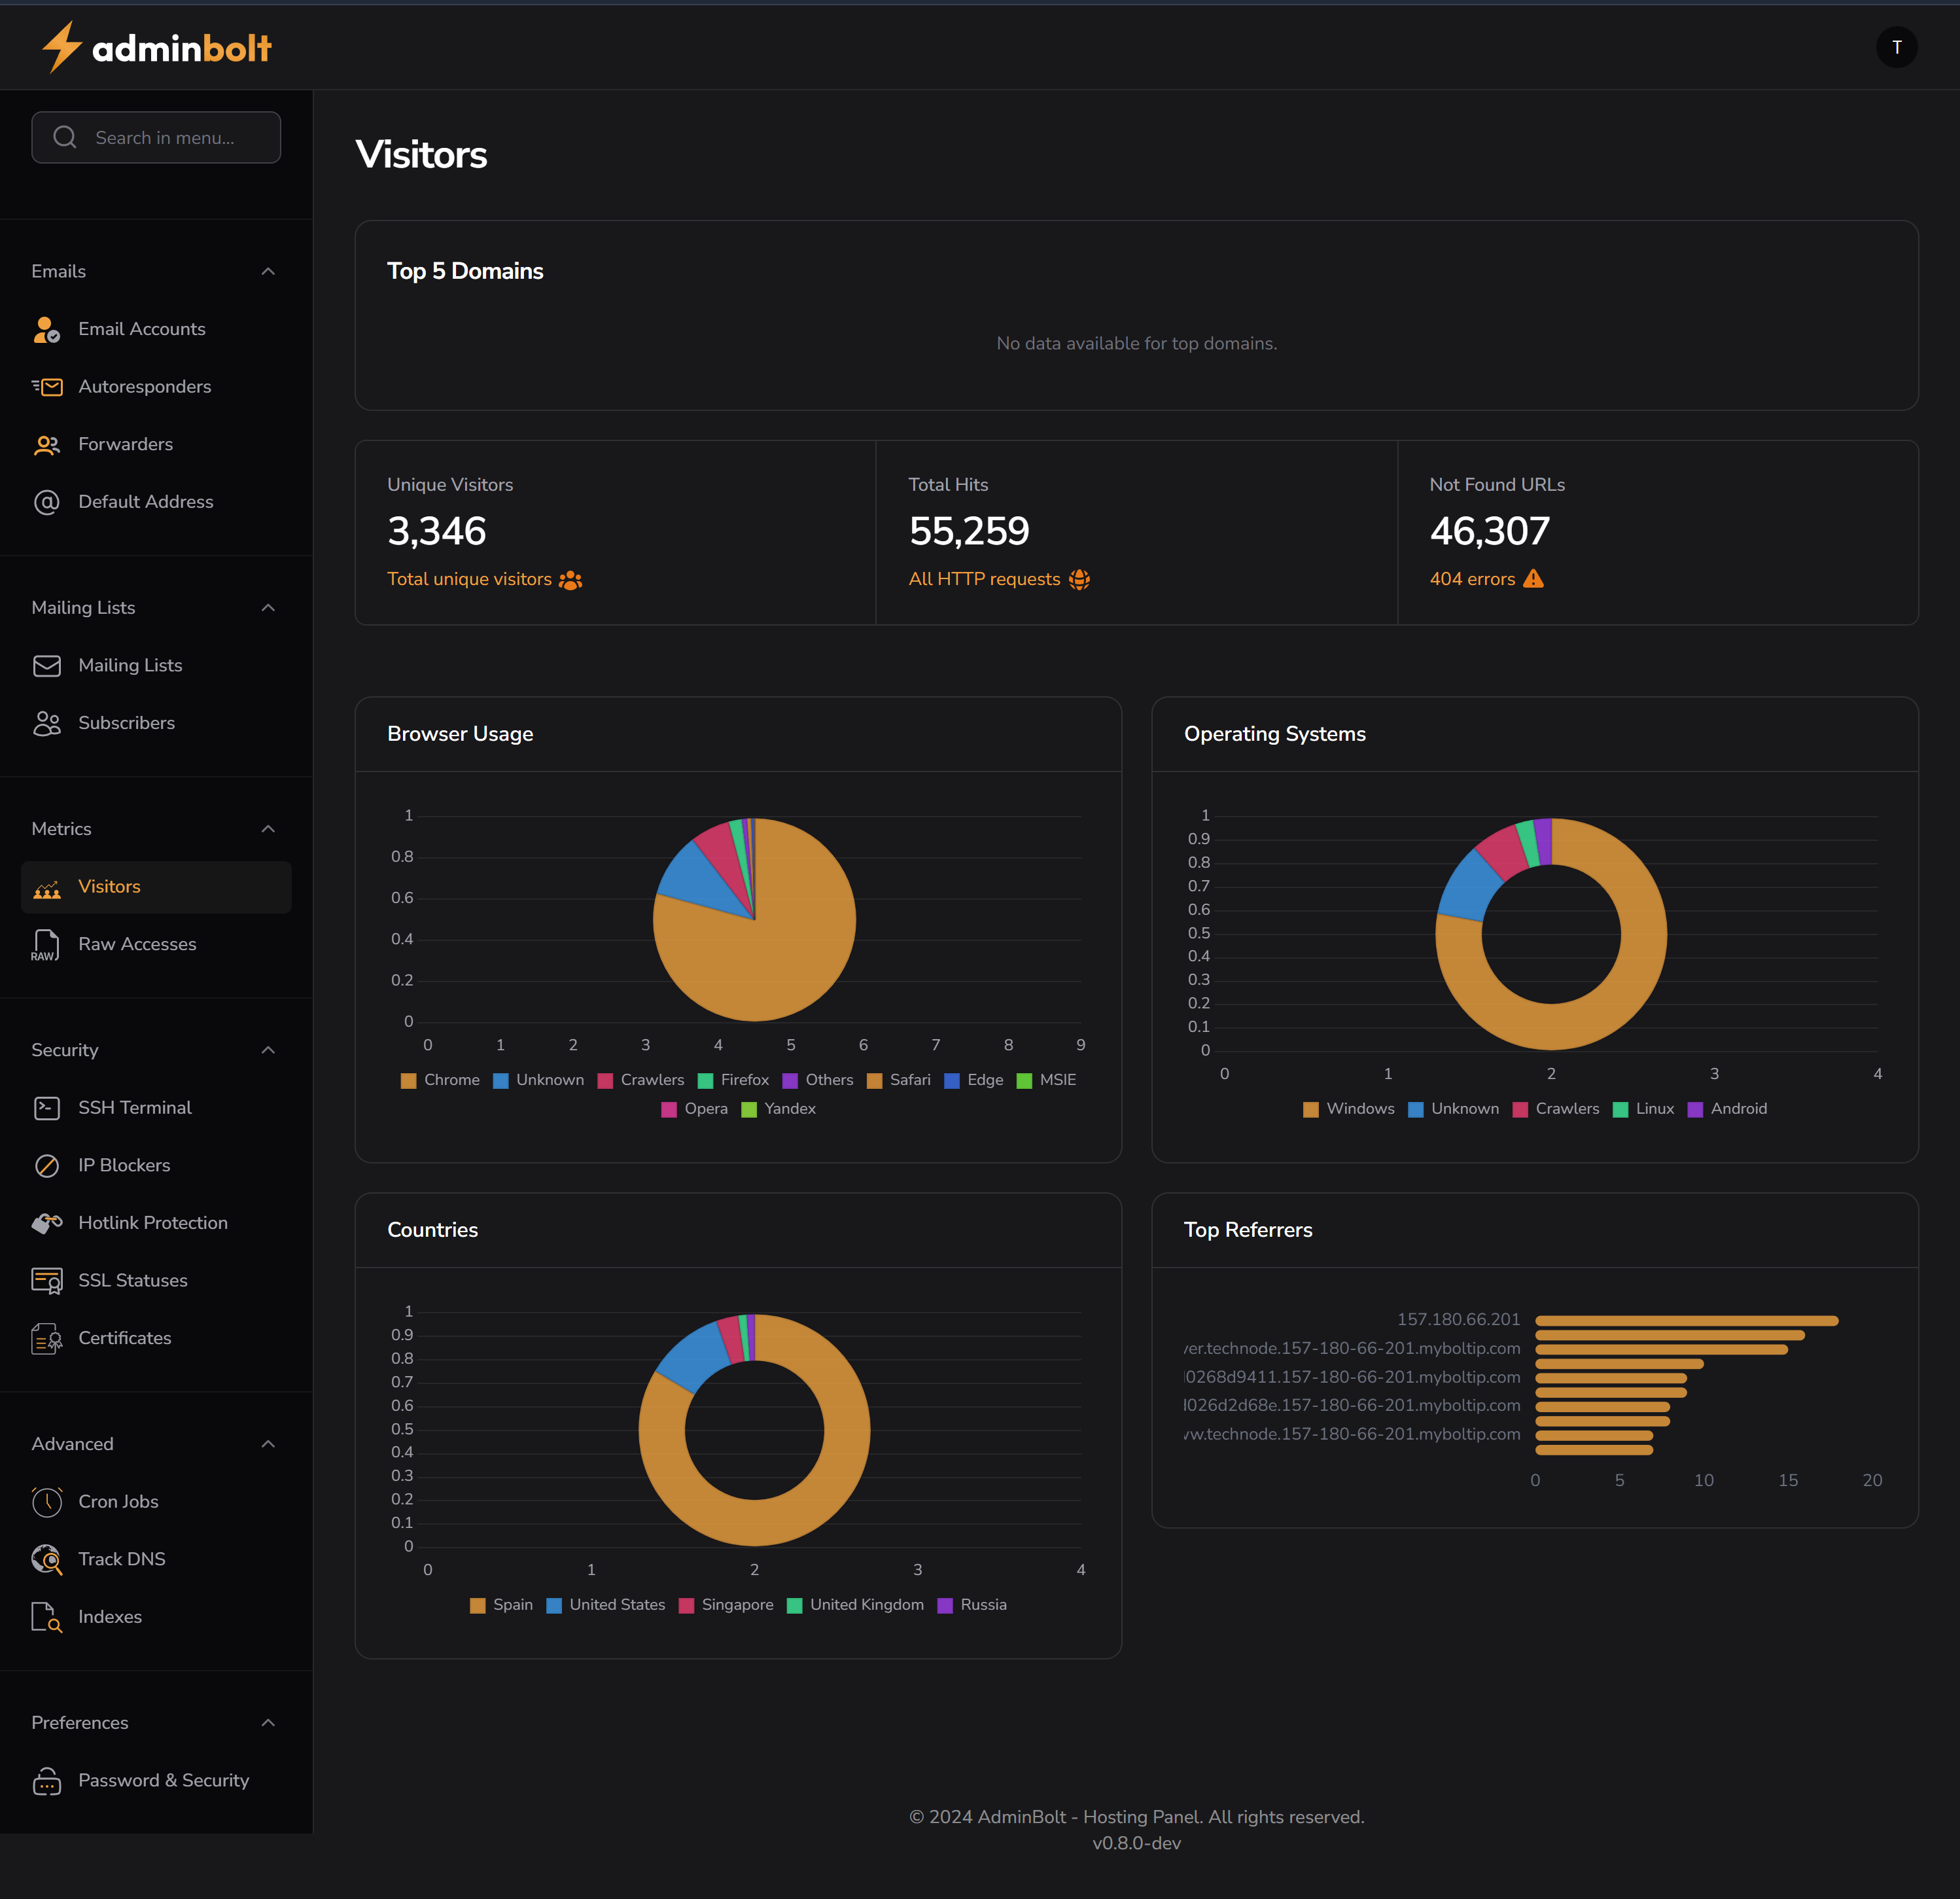 adminbolt
T
Search in menu...
Emails
Email Accounts
Autoresponders
Forwarders
Default Address
Mailing Lists
Mailing Lists
Subscribers
Metrics
Visitors
RAW
Raw Accesses
Security
SSH Terminal
IP Blockers
Hotlink Protection
SSL Statuses
Certificates
Advanced
Cron Jobs
Track DNS
Indexes
Preferences
Password & Security
Visitors
Top 5 Domains
No data available for top domains.
Unique Visitors
3,346
Total unique visitors
Total Hits
55,259
All HTTP requests
Not Found URLs
46,307
404 errors
Browser Usage
1
0.8
0.6
0.4
0.2
0
0 1 2 3 4 5 6 7 8 9
Chrome Unknown Crawlers Firefox Others Safari Edge MSIE
Opera Yandex
Operating Systems
1
0.9
0.8
0.7
0.6
0.5
0.4
0.3
0.2
0.1
0
0 1 2 3 4
Windows Unknown Crawlers Linux Android
Countries
1
0.9
0.8
0.7
0.6
0.5
0.4
0.3
0.2
0.1
0
0 1 2 3 4
Spain United States Singapore United Kingdom Russia
Top Referrers
157.180.66.201
ver.technode.157-180-66-201.myboltip.com
0268d9411.157-180-66-201.myboltip.com
026d2d68e.157-180-66-201.myboltip.com
w.technode.157-180-66-201.myboltip.com
0 5 10 15 20
© 2024 AdminBolt - Hosting Panel. All rights reserved.
v0.8.0-dev